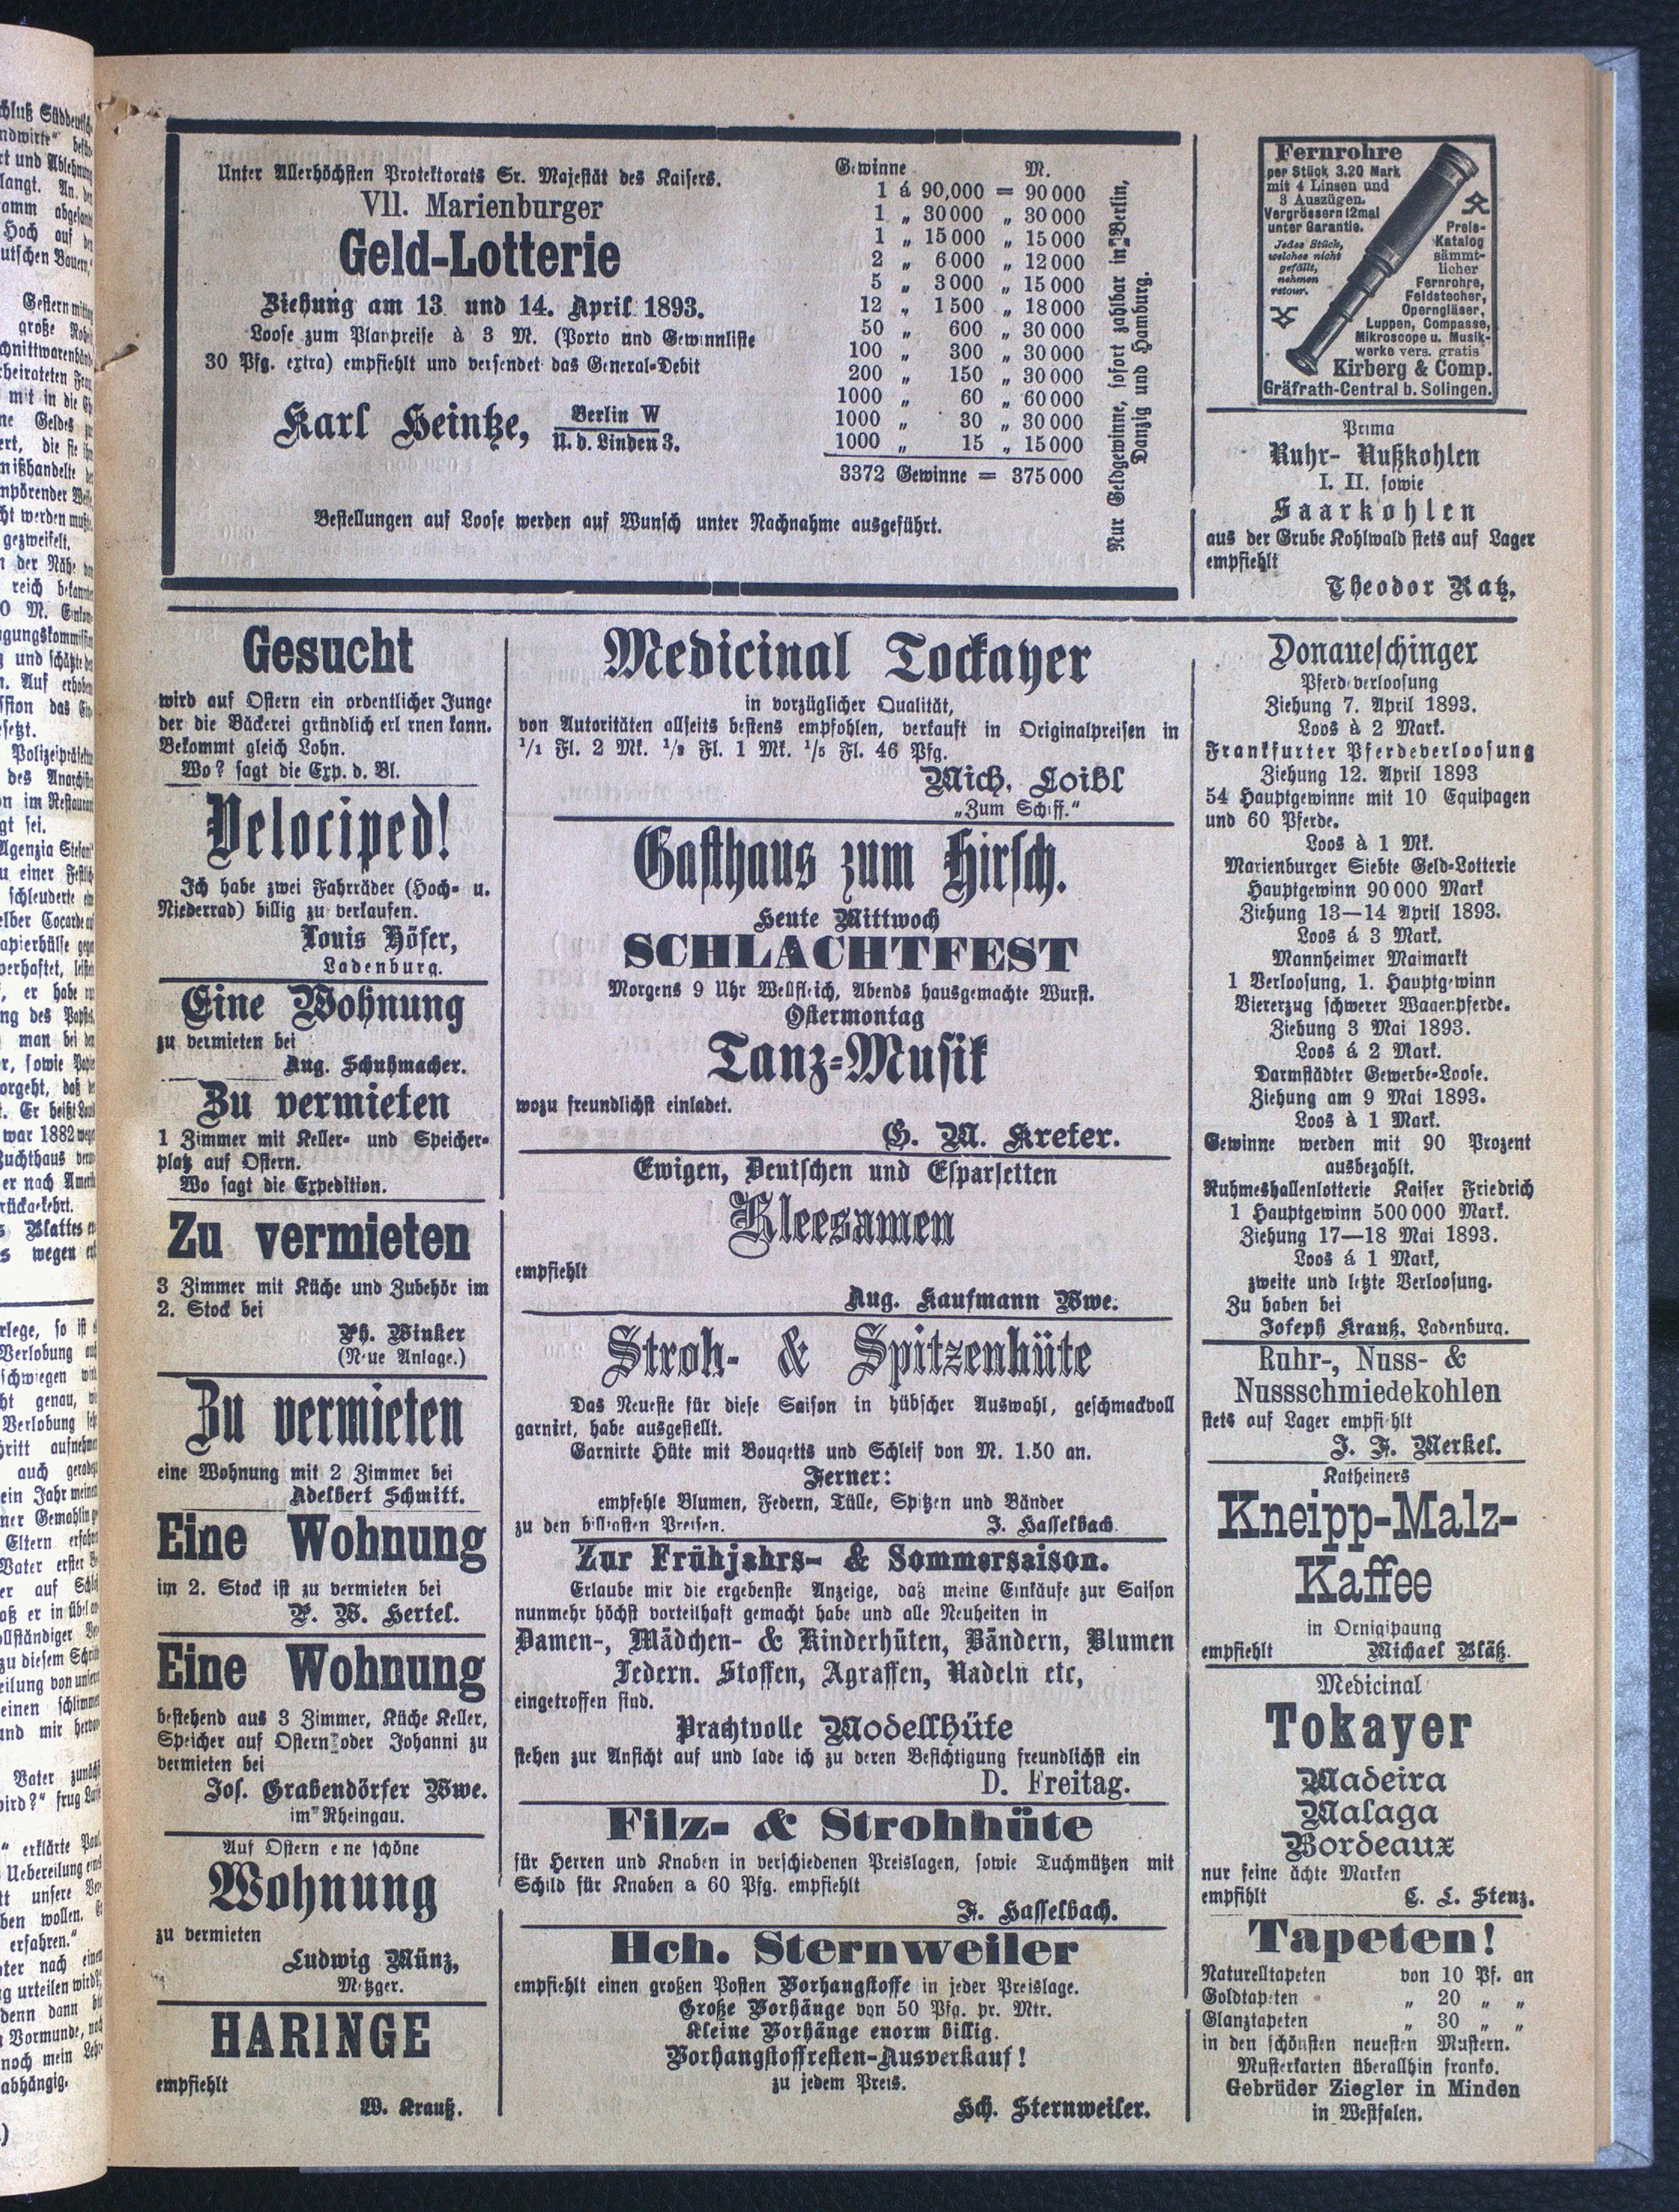 Unter Allerhöchsten Protektorats Sr. Majestät des Kaisers.
Vll. Marienburger
Geld-Lotterie
Ziehung am 13 und 14. April 1893.
Loose zum Planpreise à 3 M. (Porto und Gewinnliste
30 Pfg. extra) empfiehlt und versendet das General-Debit
Karl Heintze, Berlin W
U. d. Linden 3.
Gewinne M.
1 á 90,000 = 90 000
1 „ 30 000 „ 30 000
1 „ 15 000 „ 15 000
2 „ 6 000 „ 12 000
5 „ 3 000 „ 15 000
12 „ 1 500 „ 18 000
50 „ 600 „ 30 000
100 „ 300 „ 30 000
200 „ 150 „ 30 000
1000 „ 60 „ 60 000
1000 „ 30 „ 30 000
1000 „ 15 „ 15 000
3372 Gewinne = 375 000
Nur Geldgewinne, sofort zahlbar in Berlin,
Danzig und Hamburg.
Bestellungen auf Loose werden auf Wunsch unter Nachnahme ausgeführt.
Fernrohre
per Stück 3.20 Mark
mit 4 Linsen und
3 Auszügen.
Vergrössern 12mal
unter Garantie.
Jedes Stück,
welches nicht
gefällt,
nehmen
retour.
Preis-
Katalog
sämmt-
licher
Fernrohre,
Feldstecher,
Operngläser,
Luppen, Compasse,
Mikroscope u. Musik-
werke vers. gratis
Kirberg & Comp.
Gräfrath-Central b. Solingen.
Prima
Ruhr- Nußkohlen
I. II. sowie
Saarkohlen
aus der Grube Kohlwald stets auf Lager
empfiehlt
Theodor Ratz.
Gesucht
wird auf Ostern ein ordentlicher Junge
der die Bäckerei gründlich erl rnen kann.
Bekommt gleich Lohn.
Wo? sagt die Exp. d. Bl.
Velociped!
Ich habe zwei Fahrräder (Hoch- u.
Niederrad) billig zu verkaufen.
Louis Höfer,
Ladenburg.
Eine Wohnung
zu vermieten bei
Aug. Schuhmacher.
Zu vermieten
1 Zimmer mit Keller- und Speicher-
platz auf Ostern.
Wo sagt die Expedition.
Zu vermieten
3 Zimmer mit Küche und Zubehör im
2. Stock bei
Ph. Winker
(Neue Anlage.)
Zu vermieten
eine Wohnung mit 2 Zimmer bei
Adelbert Schmitt.
Eine Wohnung
im 2. Stock ist zu vermieten bei
P. W. Hertel.
Eine Wohnung
bestehend aus 3 Zimmer, Küche Keller,
Speicher auf Ostern oder Johanni zu
vermieten bei
Jos. Grabendörfer Wwe.
im Rheingau.
Auf Ostern e ne schöne
Wohnung
zu vermieten
Ludwig Münz,
Metzger.
HARINGE
empfiehlt
W. Krauß.
Medicinal Tockayer
in vorzüglicher Qualität,
von Autoritäten allseits bestens empfohlen, verkauft in Originalpreisen in
1/1 Fl. 2 Mk. 1/2 Fl. 1 Mk. 1/5 Fl. 46 Pfg.
Mich. Loibl
„Zum Schiff.“
Gasthaus zum Hirsch.
Heute Mittwoch
SCHLACHTFEST
Morgens 9 Uhr Wellfleich, Abends hausgemachte Wurst.
Ostermontag
Tanz-Musik
wozu freundlichst einladet.
G. M. Kreter.
Ewigen, Deutschen und Esparsetten
Kleesamen
empfiehlt
Aug. Kaufmann Wwe.
Stroh- & Spitzenhüte
Das Neueste für diese Saison in hübscher Auswahl, geschmackvoll
garnirt, habe ausgestellt.
Garnirte Hüte mit Bouqetts und Schleif von M. 1.50 an.
Ferner:
empfehle Blumen, Federn, Tülle, Spitzen und Bänder
zu den billigsten Preisen. J. Hasselbach.
Zur Frühjahrs- & Sommersaison.
Erlaube mir die ergebenste Anzeige, daß meine Einkäufe zur Saison
nunmehr höchst vorteilhaft gemacht habe und alle Neuheiten in
Damen-, Mädchen- & Kinderhüten, Bändern, Blumen
Federn. Stoffen, Agraffen, Nadeln etc,
eingetroffen sind.
Prachtvolle Modellhüte
stehen zur Ansicht auf und lade ich zu deren Besichtigung freundlichst ein
D. Freitag.
Filz- & Strohhüte
für Herren und Knaben in verschiedenen Preislagen, sowie Tuchmützen mit
Schild für Knaben a 60 Pfg. empfiehlt
F. Hasselbach.
Hch. Sternweiler
empfiehlt einen großen Posten Vorhangstoffe in jeder Preislage.
Große Vorhänge von 50 Pfg. pr. Mtr.
Kleine Vorhänge enorm billig.
Vorhangstoffresten-Ausverkauf!
zu jedem Preis.
Hch. Sternweiler.
Donaueschinger
Pferdeverloosung
Ziehung 7. April 1893.
Loos à 2 Mark.
Frankfurter Pferdeverloosung
Ziehung 12. April 1893
54 Hauptgewinne mit 10 Equipagen
und 60 Pferde.
Loos à 1 Mk.
Marienburger Siebte Geld-Lotterie
Hauptgewinn 90 000 Mark
Ziehung 13—14 April 1893.
Loos á 3 Mark.
Mannheimer Maimarkt
1 Verloosung, 1. Hauptgewinn
Viererzug schwerer Wagenpferde.
Ziehung 3 Mai 1893.
Loos á 2 Mark.
Darmstädter Gewerbe-Loose.
Ziehung am 9 Mai 1893.
Loos à 1 Mark.
Gewinne werden mit 90 Prozent
ausbezahlt.
Ruhmeshallenlotterie Kaiser Friedrich
1 Hauptgewinn 500 000 Mark.
Ziehung 17—18 Mai 1893.
Loos á 1 Mark,
zweite und letzte Verloosung.
Zu haben bei
Joseph Krauß, Ladenburg.
Ruhr-, Nuss- &
Nussschmiedekohlen
stets auf Lager empfi hlt
J. F. Merkel.
Katheiners
Kneipp-Malz-
Kaffee
in Ornigipaung
empfiehlt Michael Bläß.
Medicinal
Tokayer
Madeira
Malaga
Bordeaux
nur feine ächte Marken
empfihlt C. L. Stenz.
Tapeten!
Naturelltapeten von 10 Pf. an
Goldtapeten „ 20 „ „
Glanztapeten „ 30 „ „
in den schönsten neuesten Mustern.
Musterkarten überallhin franko.
Gebrüder Ziegler in Minden
in Westfalen.